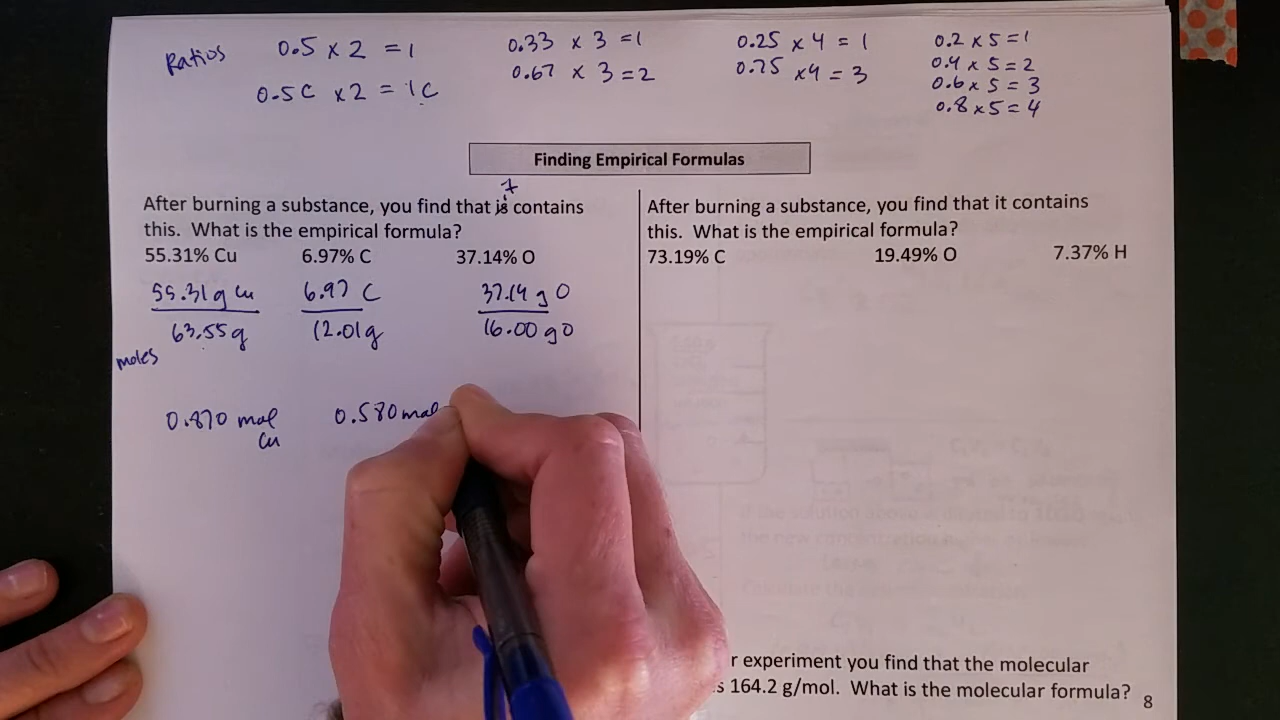 Ratios
0.5 x 2 = 1
0.5C x 2 = 1C
0.33 x 3 = 1
0.67 x 3 = 2
0.25 x 4 = 1
0.75 x 4 = 3
0.2 x 5 = 1
0.4 x 5 = 2
0.6 x 5 = 3
0.8 x 5 = 4
Finding Empirical Formulas
After burning a substance, you find that is contains
this. What is the empirical formula?
55.31% Cu 6.97% C 37.14% O
55.31g Cu 6.97 C 37.14 g O
63.55g 12.01g 16.00 g O
moles
0.870 mol 0.580 mol
Cu
After burning a substance, you find that it contains
this. What is the empirical formula?
73.19% C 19.49% O 7.37% H
r experiment you find that the molecular
s 164.2 g/mol. What is the molecular formula?
8